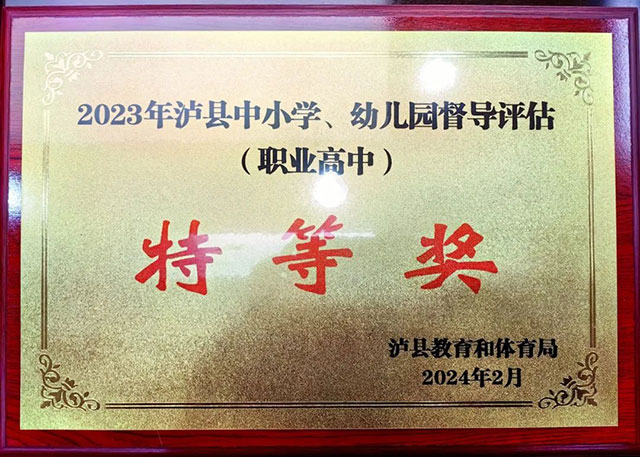 2023年泸县中小学、幼儿园督导评估
（职业高中）
特等奖
泸县教育和体育局
2024年2月